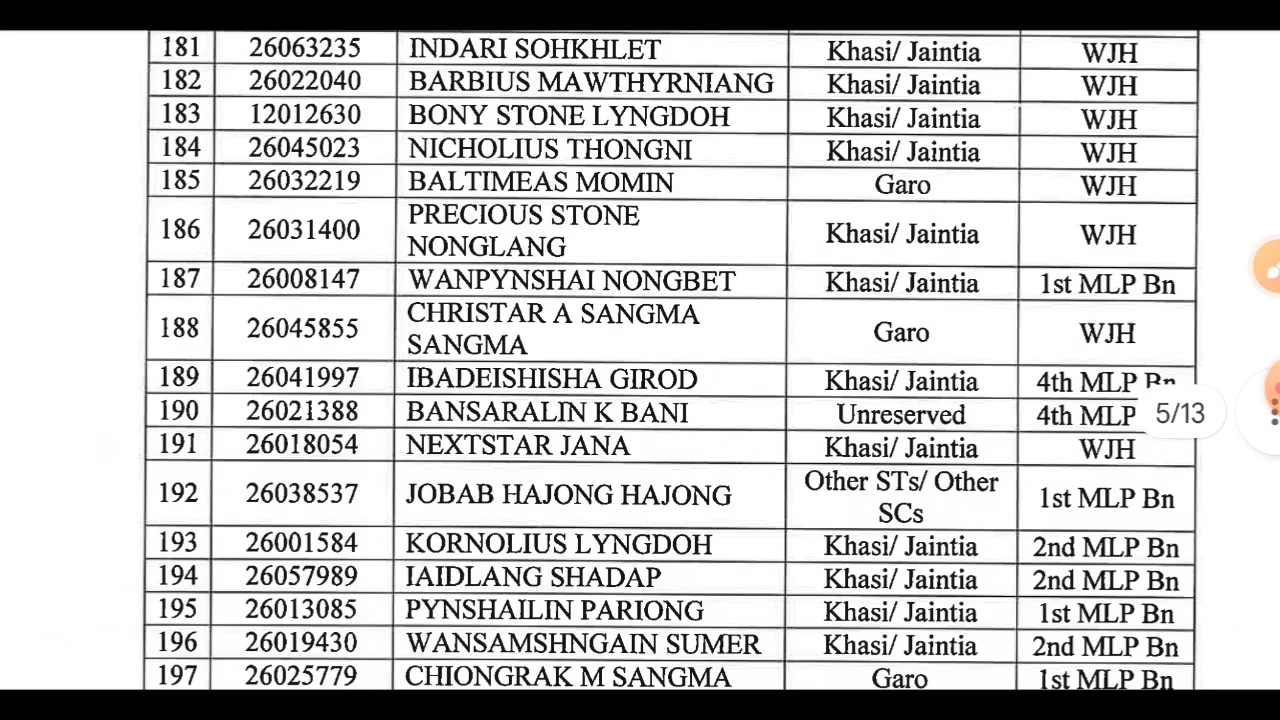 181 26063235 INDARI SOHKHLET Khasi/ Jaintia WJH
182 26022040 BARBIUS MAWTHYRNIANG Khasi/ Jaintia WJH
183 12012630 BONY STONE LYNGDOH Khasi/ Jaintia WJH
184 26045023 NICHOLIUS THONGNI Khasi/ Jaintia WJH
185 26032219 BALTIMEAS MOMIN Garo WJH
186 26031400 PRECIOUS STONE
NONGLANG Khasi/ Jaintia WJH
187 26008147 WANPYNSHAI NONGBET Khasi/ Jaintia 1st MLP Bn
188 26045855 CHRISTAR A SANGMA
SANGMA Garo WJH
189 26041997 IBADEISHISHA GIROD Khasi/ Jaintia 4th MLP Bn
190 26021388 BANSARALIN K BANI Unreserved 4th MLP
5/13
191 26018054 NEXTSTAR JANA Khasi/ Jaintia WJH
192 26038537 JOBAB HAJONG HAJONG Other STs/ Other
SCs 1st MLP Bn
193 26001584 KORNOLIUS LYNGDOH Khasi/ Jaintia 2nd MLP Bn
194 26057989 IAIDLANG SHADAP Khasi/ Jaintia 2nd MLP Bn
195 26013085 PYNSHAILIN PARIONG Khasi/ Jaintia 1st MLP Bn
196 26019430 WANSAMSHNGAIN SUMER Khasi/ Jaintia 2nd MLP Bn
197 26025779 CHIONGRAK M SANGMA Garo 1st MLP Bn